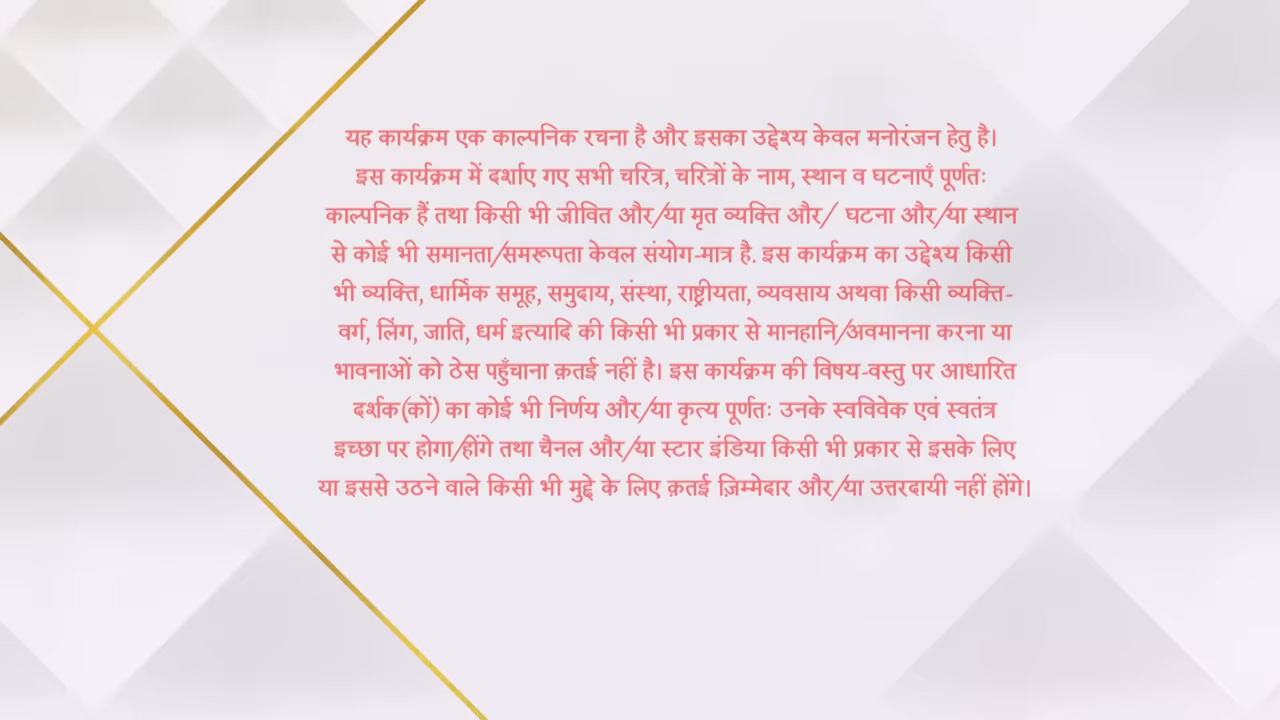 यह कार्यक्रम एक काल्पनिक रचना है और इसका उद्देश्य केवल मनोरंजन हेतु है।
इस कार्यक्रम में दर्शाए गए सभी चरित्र, चरित्रों के नाम, स्थान व घटनाएँ पूर्णतः
काल्पनिक हैं तथा किसी भी जीवित और/या मृत व्यक्ति और/ घटना और/या स्थान
से कोई भी समानता/समरूपता केवल संयोग-मात्र है. इस कार्यक्रम का उद्देश्य किसी
भी व्यक्ति, धार्मिक समूह, समुदाय, संस्था, राष्ट्रीयता, व्यवसाय अथवा किसी व्यक्ति-
वर्ग, लिंग, जाति, धर्म इत्यादि की किसी भी प्रकार से मानहानि/अवमानना करना या
भावनाओं को ठेस पहुँचाना क़तई नहीं है। इस कार्यक्रम की विषय-वस्तु पर आधारित
दर्शक(कों) का कोई भी निर्णय और/या कृत्य पूर्णतः उनके स्वविवेक एवं स्वतंत्र
इच्छा पर होगा/होंगे तथा चैनल और/या स्टार इंडिया किसी भी प्रकार से इसके लिए
या इससे उठने वाले किसी भी मुद्दे के लिए क़तई ज़िम्मेदार और/या उत्तरदायी नहीं होंगे।